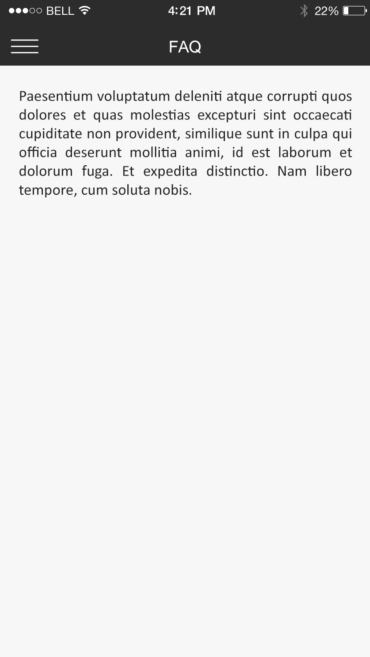 BELL 4:21 PM 22%
FAQ
Paesentium voluptatum deleniti atque corrupti quos
dolores et quas molestias excepturi sint occaecati
cupiditate non provident, similique sunt in culpa qui
officia deserunt mollitia animi, id est laborum et
dolorum fuga. Et expedita distinctio. Nam libero
tempore, cum soluta nobis.